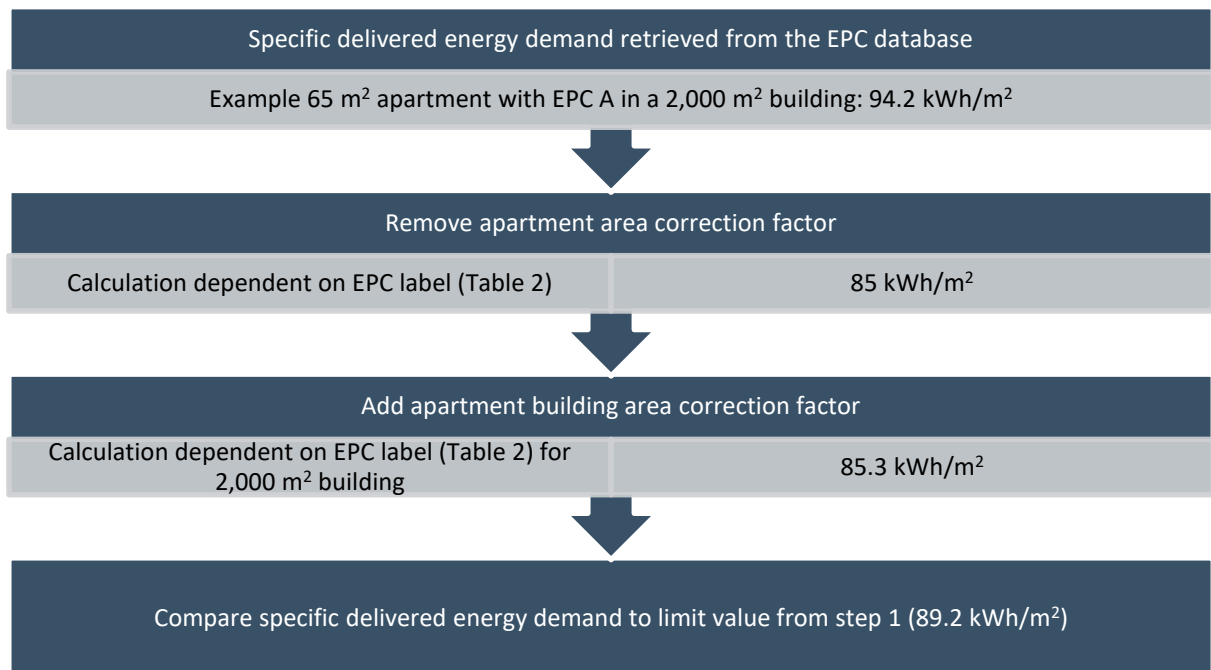 Specific delivered energy demand retrieved from the EPC database
Example 65 m² apartment with EPC A in a 2,000 m² building: 94.2 kWh/m²
Remove apartment area correction factor
Calculation dependent on EPC label (Table 2)
85 kWh/m²
Add apartment building area correction factor
Calculation dependent on EPC label (Table 2) for
2,000 m² building
85.3 kWh/m²
Compare specific delivered energy demand to limit value from step 1 (89.2 kWh/m²)